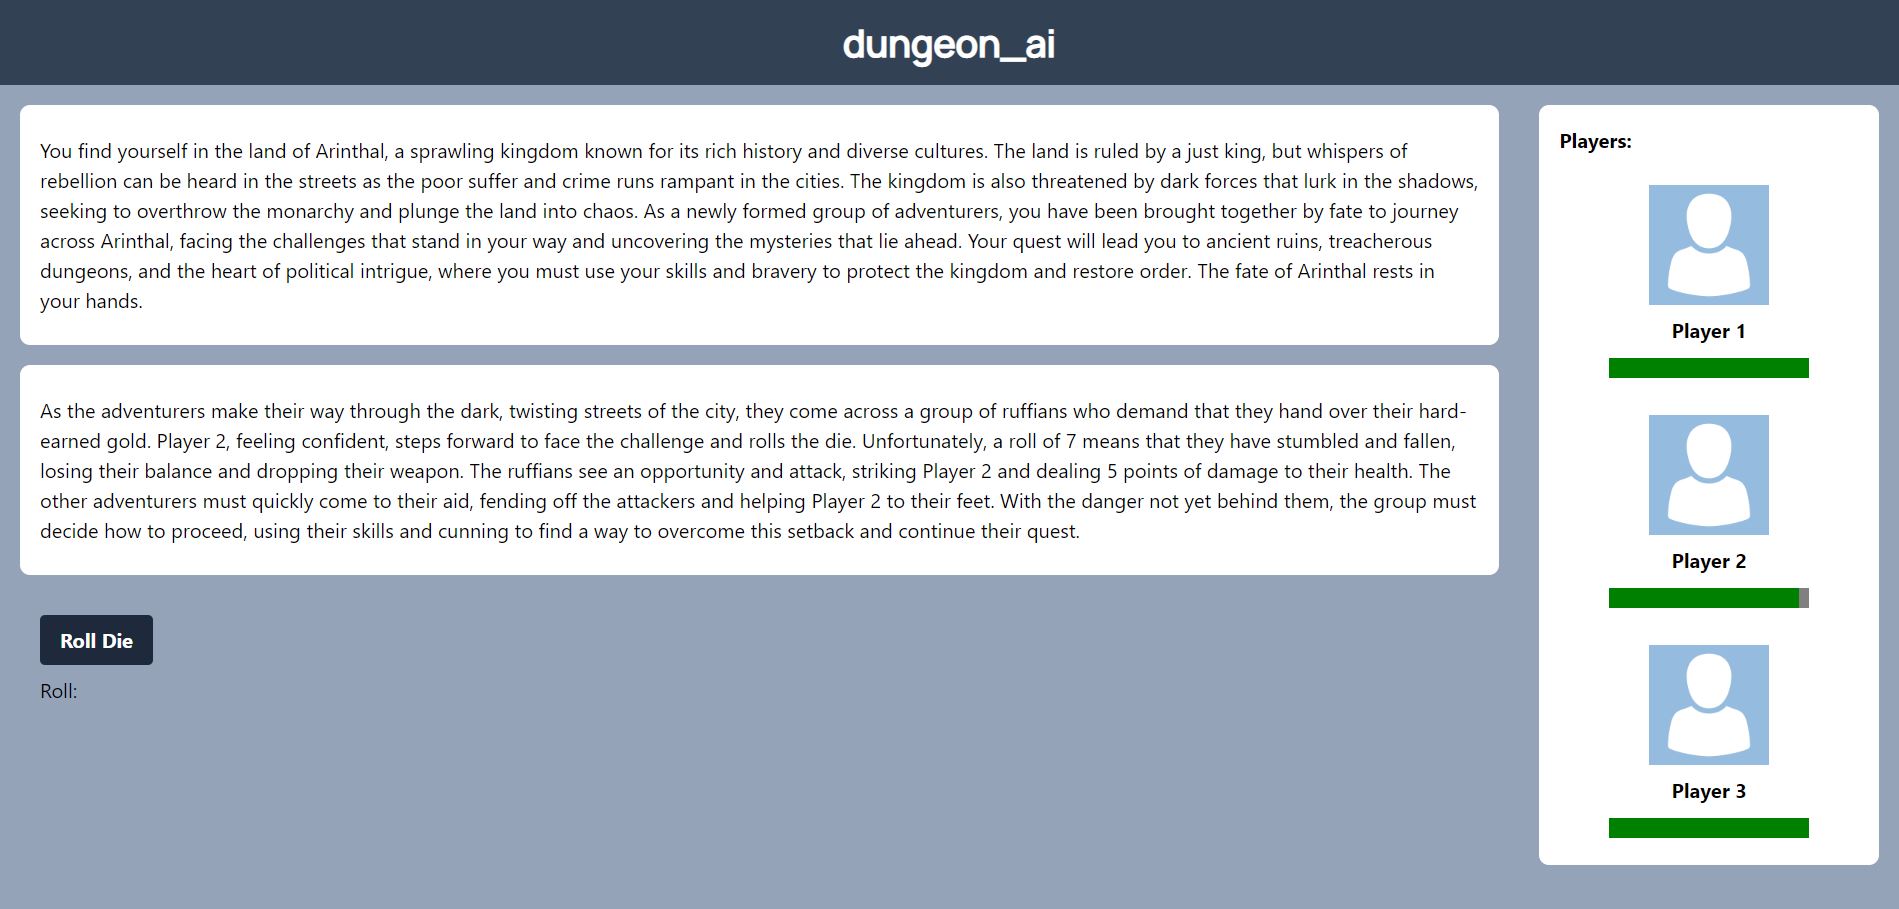 dungeon_ai
You find yourself in the land of Arinthal, a sprawling kingdom known for its rich history and diverse cultures. The land is ruled by a just king, but whispers of
rebellion can be heard in the streets as the poor suffer and crime runs rampant in the cities. The kingdom is also threatened by dark forces that lurk in the shadows,
seeking to overthrow the monarchy and plunge the land into chaos. As a newly formed group of adventurers, you have been brought together by fate to journey
across Arinthal, facing the challenges that stand in your way and uncovering the mysteries that lie ahead. Your quest will lead you to ancient ruins, treacherous
dungeons, and the heart of political intrigue, where you must use your skills and bravery to protect the kingdom and restore order. The fate of Arinthal rests in
your hands.
As the adventurers make their way through the dark, twisting streets of the city, they come across a group of ruffians who demand that they hand over their hard-
earned gold. Player 2, feeling confident, steps forward to face the challenge and rolls the die. Unfortunately, a roll of 7 means that they have stumbled and fallen,
losing their balance and dropping their weapon. The ruffians see an opportunity and attack, striking Player 2 and dealing 5 points of damage to their health. The
other adventurers must quickly come to their aid, fending off the attackers and helping Player 2 to their feet. With the danger not yet behind them, the group must
decide how to proceed, using their skills and cunning to find a way to overcome this setback and continue their quest.
Roll Die
Roll:
Players:
Player 1
Player 2
Player 3